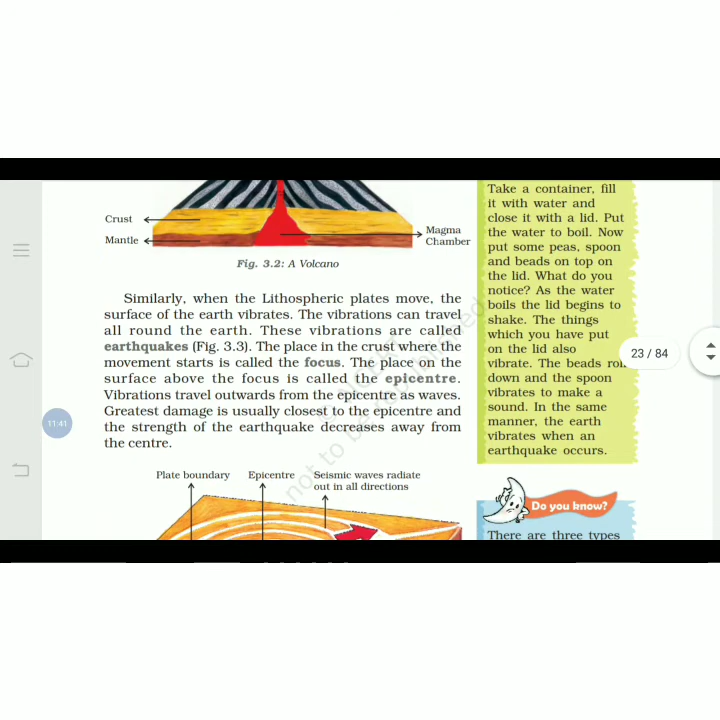 Crust
Mantle
Magma
Chamber
Fig. 3.2: A Volcano
Similarly, when the Lithospheric plates move, the
surface of the earth vibrates. The vibrations can travel
all round the earth. These vibrations are called
earthquakes (Fig. 3.3). The place in the crust where the
movement starts is called the focus. The place on the
surface above the focus is called the epicentre.
Vibrations travel outwards from the epicentre as waves.
Greatest damage is usually closest to the epicentre and
the strength of the earthquake decreases away from
the centre.
Plate boundary
Epicentre
Seismic waves radiate
out in all directions
Take a container, fill
it with water and
close it with a lid. Put
the water to boil. Now
put some peas, spoon
and beads on top on
the lid. What do you
notice? As the water
boils the lid begins to
shake. The things
which you have put
on the lid also
vibrate. The beads roll
down and the spoon
vibrates to make a
sound. In the same
manner, the earth
vibrates when an
earthquake occurs.
Do you know?
There are three types
23 / 84
11:41
not to be republished